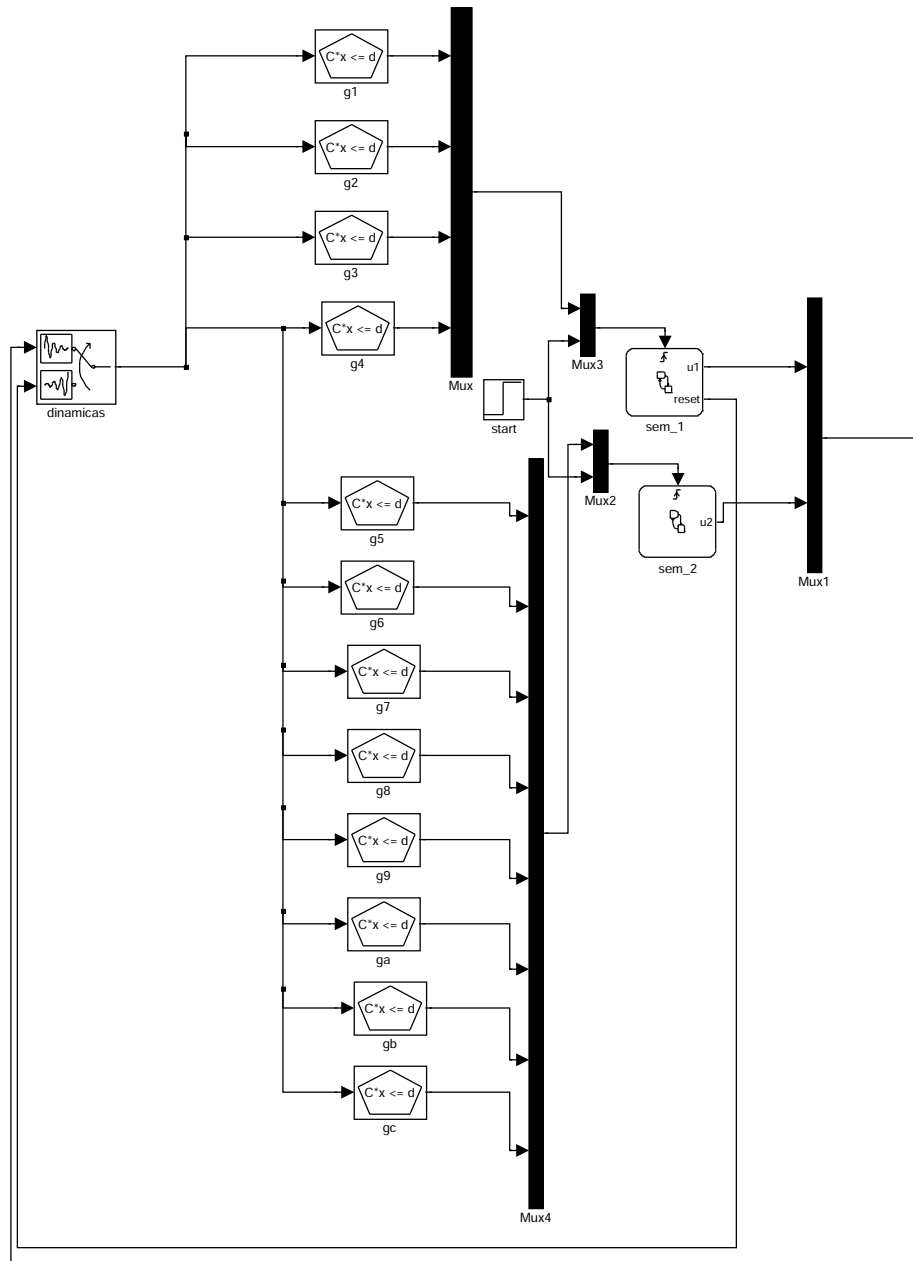 C*x <= d
g1
C*x <= d
g2
C*x <= d
g3
C*x <= d
g4
Mux
dinamicas
start
Mux3
u1
reset
sem_1
Mux2
u2
sem_2
Mux1
C*x <= d
g5
C*x <= d
g6
C*x <= d
g7
C*x <= d
g8
C*x <= d
g9
C*x <= d
ga
C*x <= d
gb
C*x <= d
gc
Mux4